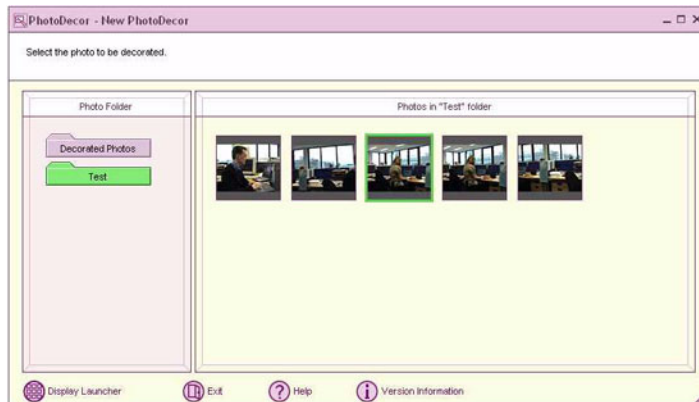 PhotoDecor - New PhotoDecor
Select the photo to be decorated.
Photo Folder
Photos in "Test" folder
Decorated Photos
Test
Display Launcher
Exit
Help
Version Information